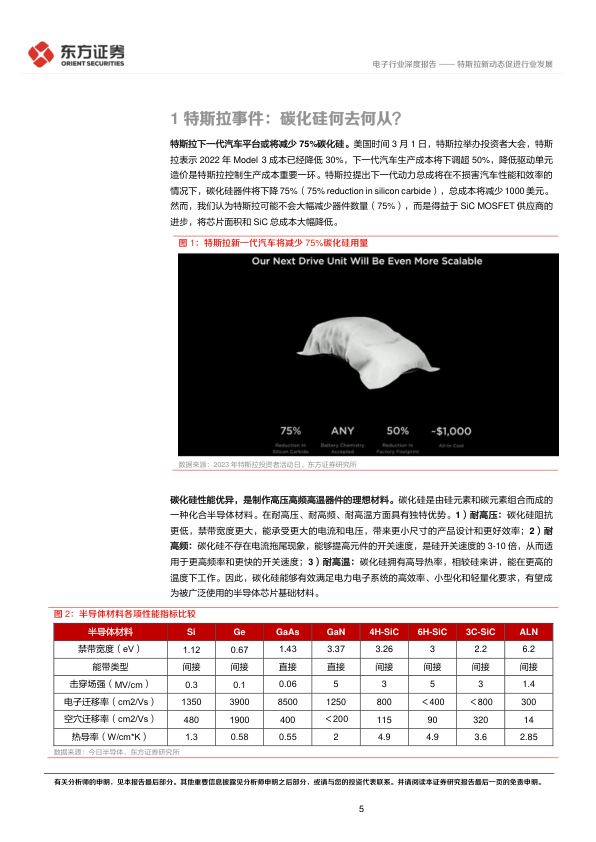 东方证券
ORIENT SECURITIES
电子行业深度报告 —— 特斯拉新动态促进行业发展
1 特斯拉事件：碳化硅何去何从？
特斯拉下一代汽车平台或将减少 75%碳化硅。美国时间 3 月 1 日，特斯拉举办投资者大会，特斯
拉表示 2022 年 Model 3 成本已经降低 30%，下一代汽车生产成本将下调超 50%，降低驱动单元
造价是特斯拉控制生产成本重要一环。特斯拉提出下一代动力总成将在不损害汽车性能和效率的
情况下，碳化硅器件将下降 75%（75% reduction in silicon carbide），总成本将减少 1000 美元。
然而，我们认为特斯拉可能不会大幅减少器件数量（75%），而是得益于 SiC MOSFET 供应商的
进步，将芯片面积和 SiC 总成本大幅降低。
图 1：特斯拉新一代汽车将减少 75%碳化硅用量
Our Next Drive Unit Will Be Even More Scalable
75% ANY 50% ~$1,000
Reduction in Battery Chemistry Reduction in All-in Cost
Silicon Carbide Accepted Factory Footprint
数据来源：2023 年特斯拉投资者活动日、东方证券研究所
碳化硅性能优异，是制作高压高频高温器件的理想材料。碳化硅是由硅元素和碳元素组合而成的
一种化合半导体材料。在耐高压、耐高频、耐高温方面具有独特优势。1）耐高压：碳化硅阻抗
更低，禁带宽度更大，能承受更大的电流和电压，带来更小尺寸的产品设计和更好效率；2）耐
高频：碳化硅不存在电流拖尾现象，能够提高元件的开关速度，是硅开关速度的 3-10 倍，从而适
用于更高频率和更快的开关速度；3）耐高温：碳化硅拥有高导热率，相较硅来讲，能在更高的
温度下工作。因此，碳化硅能够有效满足电力电子系统的高效率、小型化和轻量化要求，有望成
为被广泛使用的半导体芯片基础材料。
图 2：半导体材料各项性能指标比较
半导体材料 Si Ge GaAs GaN 4H-SiC 6H-SiC 3C-SiC ALN
禁带宽度（eV） 1.12 0.67 1.43 3.37 3.26 3 2.2 6.2
能带类型 间接 间接 直接 直接 间接 间接 间接 间接
击穿场强（MV/cm） 0.3 0.1 0.06 5 3 5 3 1.4
电子迁移率（cm2/Vs） 1350 3900 8500 1250 800 ＜400 ＜800 300
空穴迁移率（cm2/Vs） 480 1900 400 ＜200 115 90 320 14
热导率（W/cm*K） 1.3 0.58 0.55 2 4.9 4.9 3.6 2.85
数据来源：今日半导体、东方证券研究所
有关分析师的申明，见本报告最后部分。其他重要信息披露见分析师申明之后部分，或请与您的投资代表联系。并请阅读本证券研究报告最后一页的免责申明。
5